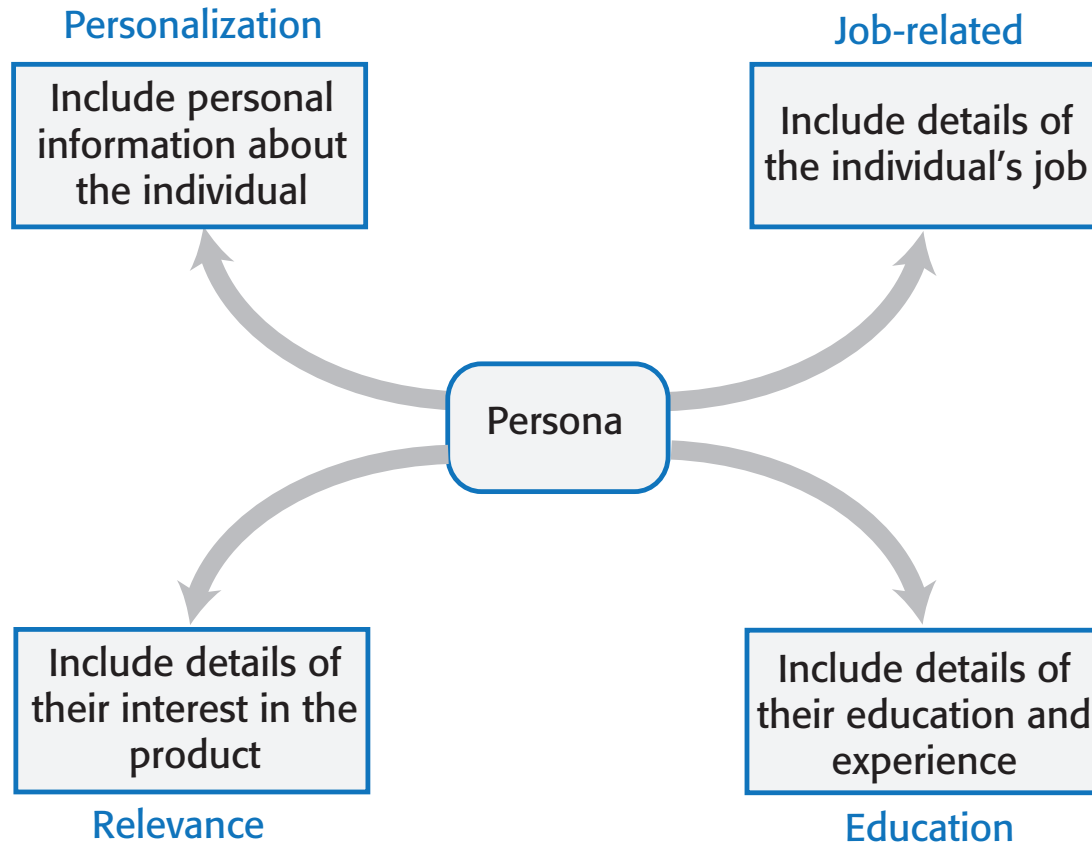 Personalization
Include personal
information about
the individual
Job-related
Include details of
the individual's job
Persona
Include details of
their interest in the
product
Relevance
Include details of
their education and
experience
Education